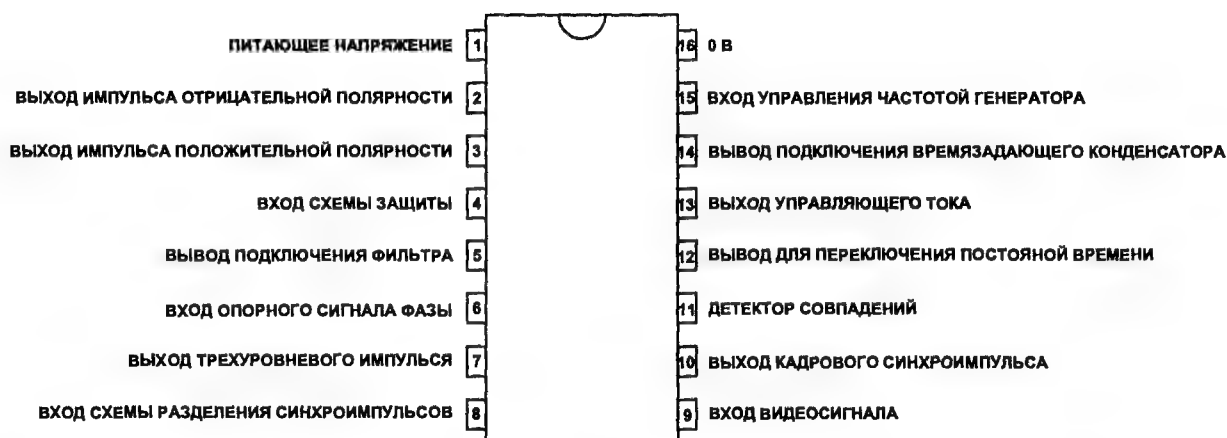 ПИТАЮЩЕЕ НАПРЯЖЕНИЕ 1 16 0 В
ВЫХОД ИМПУЛЬСА ОТРИЦАТЕЛЬНОЙ ПОЛЯРНОСТИ 2 15 ВХОД УПРАВЛЕНИЯ ЧАСТОТОЙ ГЕНЕРАТОРА
ВЫХОД ИМПУЛЬСА ПОЛОЖИТЕЛЬНОЙ ПОЛЯРНОСТИ 3 14 ВЫВОД ПОДКЛЮЧЕНИЯ ВРЕМЯЗАДАЮЩЕГО КОНДЕНСАТОРА
ВХОД СХЕМЫ ЗАЩИТЫ 4 13 ВЫХОД УПРАВЛЯЮЩЕГО ТОКА
ВЫВОД ПОДКЛЮЧЕНИЯ ФИЛЬТРА 5 12 ВЫВОД ДЛЯ ПЕРЕКЛЮЧЕНИЯ ПОСТОЯНОЙ ВРЕМЕНИ
ВХОД ОПОРНОГО СИГНАЛА ФАЗЫ 6 11 ДЕТЕКТОР СОВПАДЕНИЙ
ВЫХОД ТРЕХУРОВНЕВОГО ИМПУЛЬСЯ 7 10 ВЫХОД КАДРОВОГО СИНХРОИМПУЛЬСА
ВХОД СХЕМЫ РАЗДЕЛЕНИЯ СИНХРОИМПУЛЬСОВ 8 9 ВХОД ВИДЕОСИГНАЛА